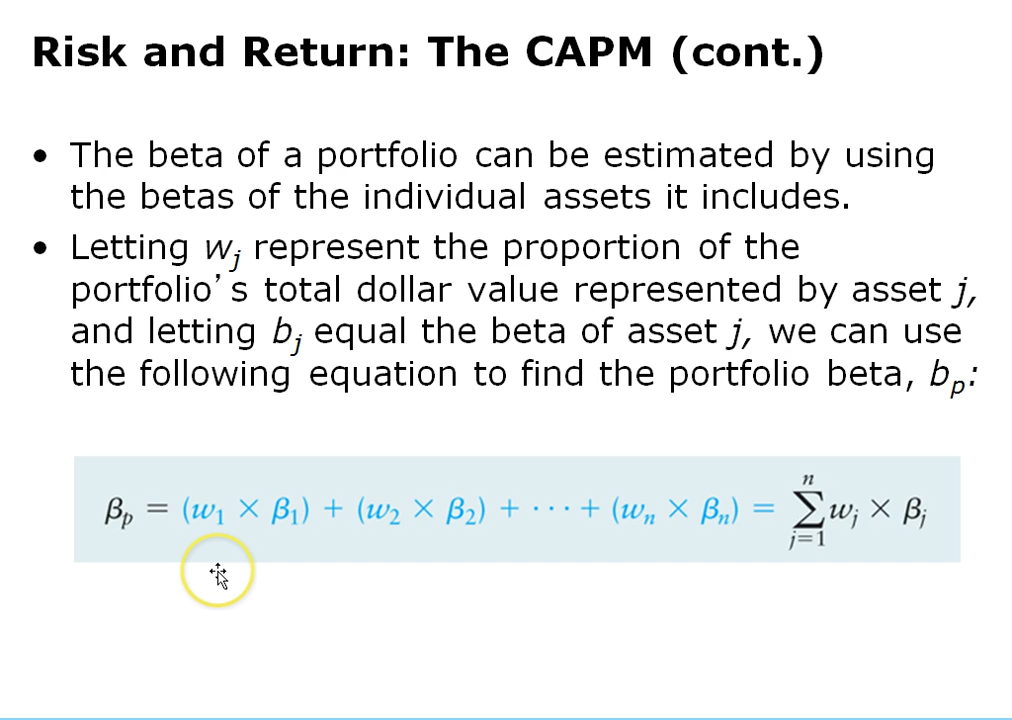 Risk and Return: The CAPM (cont.)
• The beta of a portfolio can be estimated by using
the betas of the individual assets it includes.
• Letting wⱼ represent the proportion of the
portfolio’s total dollar value represented by asset j,
and letting bⱼ equal the beta of asset j, we can use
the following equation to find the portfolio beta, bₚ:
βₚ = (w₁ × β₁) + (w₂ × β₂) + ⋯ + (wₙ × βₙ) = ∑ⱼ₌₁ⁿ wⱼ × βⱼ